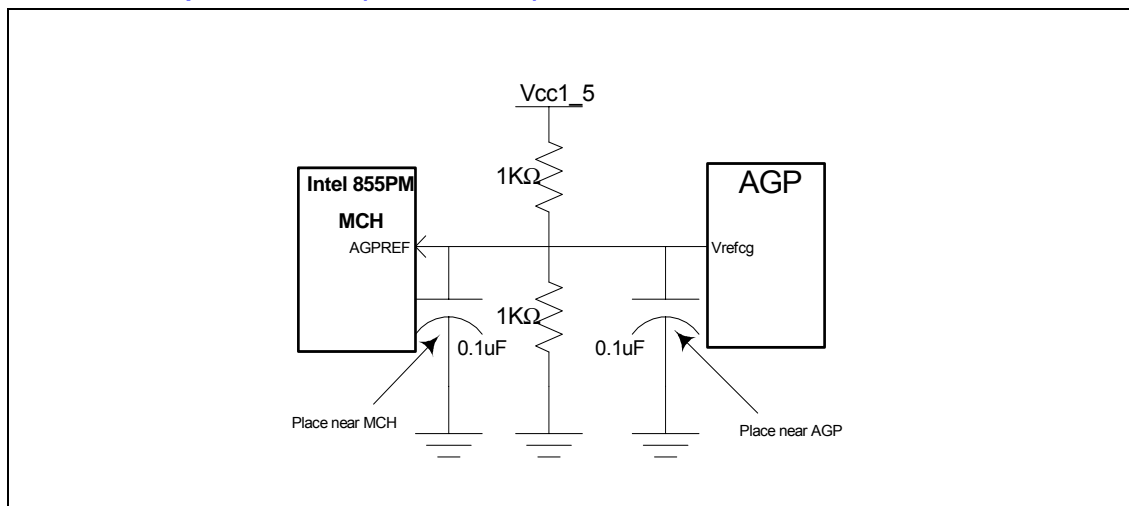 Vcc1_5
1KΩ
Intel 855PM
MCH
AGPREF
AGP
Vrefcg
1KΩ
0.1uF
0.1uF
Place near MCH
Place near AGP